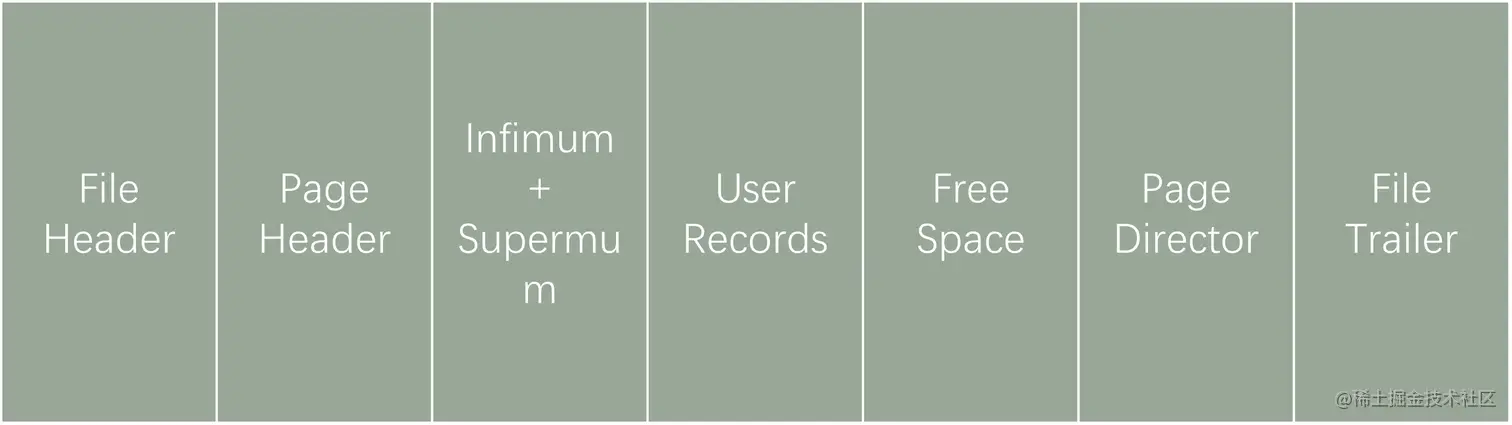 File
Header
Page
Header
Infimum
+
Supermu
m
User
Records
Free
Space
Page
Director
File
Trailer
@稀土掘金技术社区